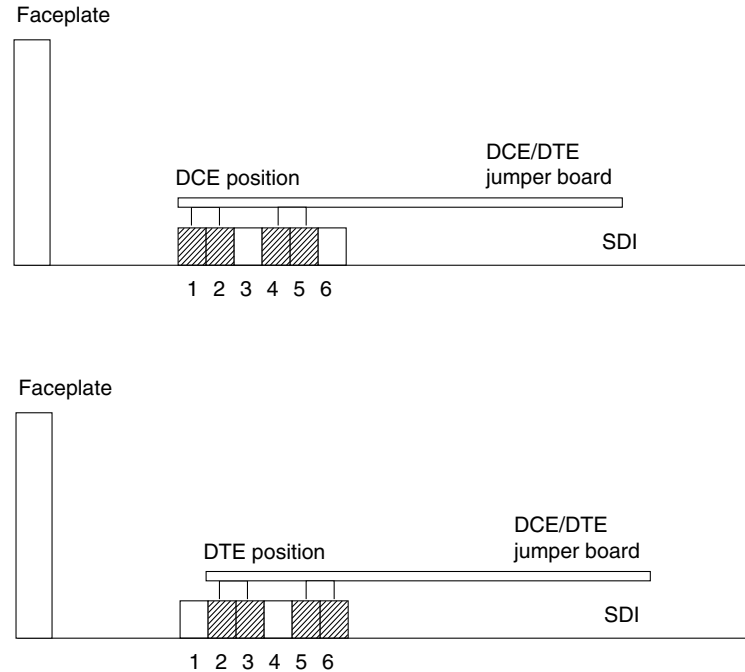 Faceplate
DCE/DTE
DCE position
jumper board
SDI
1 2 3 4 5 6
Faceplate
DCE/DTE
DTE position
jumper board
SDI
1 2 3 4 5 6